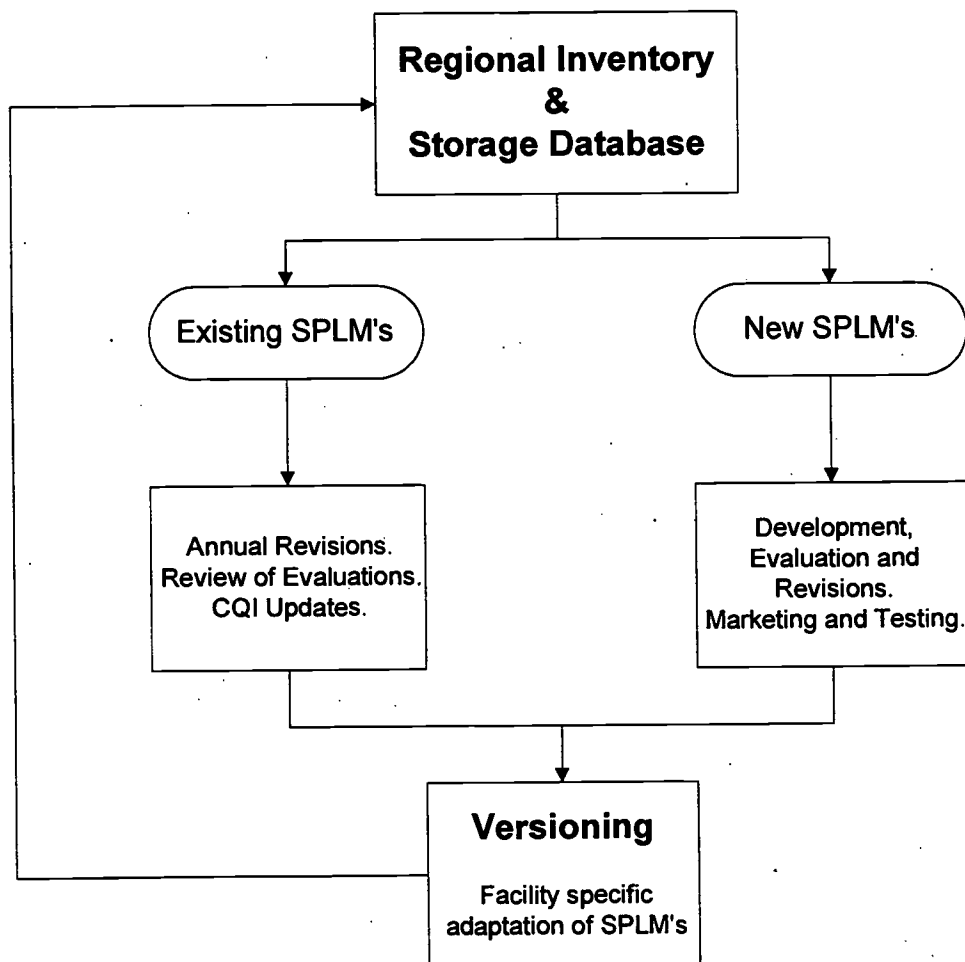 Regional Inventory
&
Storage Database
Existing SPLM's
New SPLM's
Annual Revisions.
Review of Evaluations.
CQI Updates.
Development,
Evaluation and
Revisions.
Marketing and Testing.
Versioning
Facility specific
adaptation of SPLM's